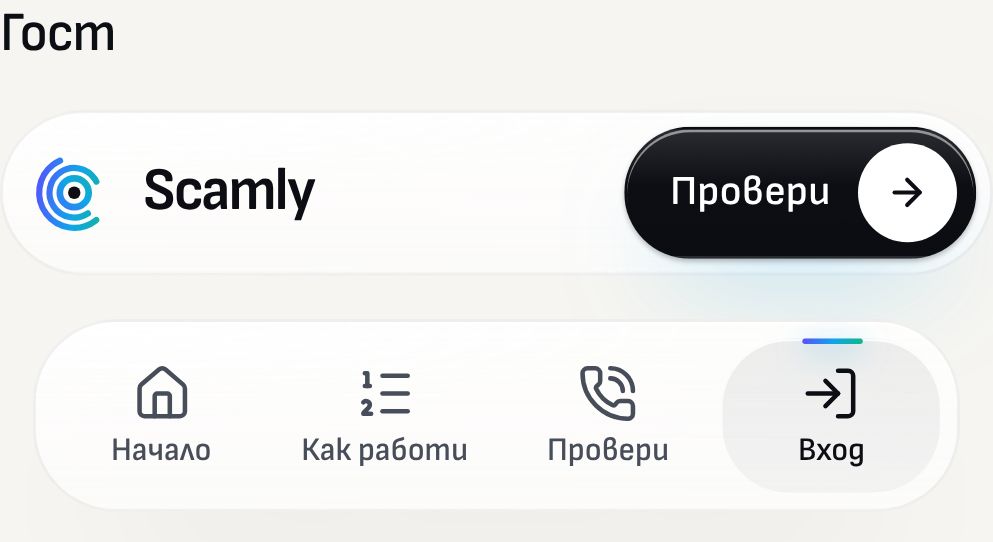 Гост
Scamly
Провери
Начало
Как работи
Провери
Вход